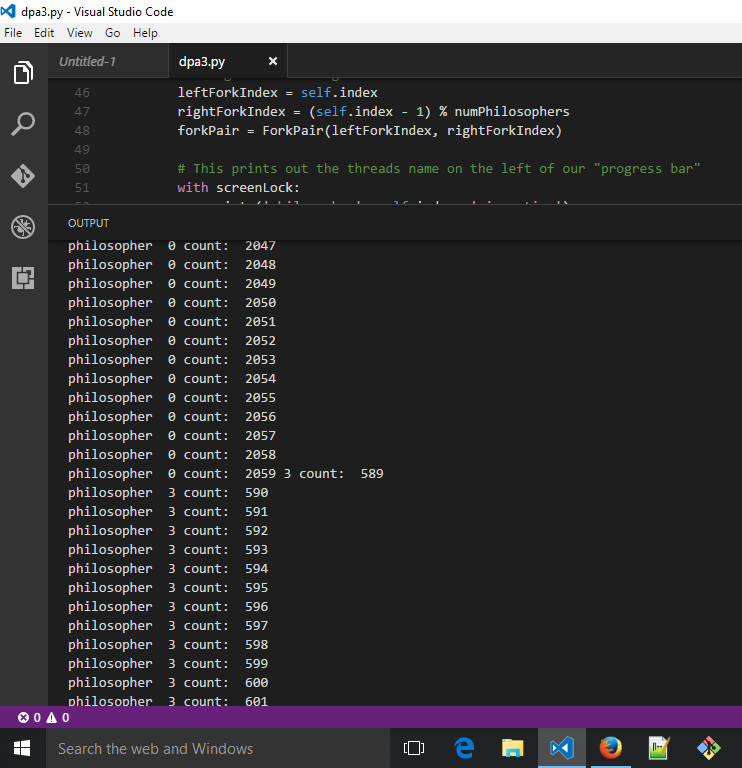 dpa3.py - Visual Studio Code
File Edit View Go Help
Untitled-1 dpa3.py ×
46 leftForkIndex = self.index
47 rightForkIndex = (self.index - 1) % numPhilosophers
48 forkPair = ForkPair(leftForkIndex, rightForkIndex)
49
50 # This prints out the threads name on the left of our "progress bar"
51 with screenLock:
OUTPUT
philosopher 0 count: 2047
philosopher 0 count: 2048
philosopher 0 count: 2049
philosopher 0 count: 2050
philosopher 0 count: 2051
philosopher 0 count: 2052
philosopher 0 count: 2053
philosopher 0 count: 2054
philosopher 0 count: 2055
philosopher 0 count: 2056
philosopher 0 count: 2057
philosopher 0 count: 2058
philosopher 0 count: 2059 3 count: 589
philosopher 3 count: 590
philosopher 3 count: 591
philosopher 3 count: 592
philosopher 3 count: 593
philosopher 3 count: 594
philosopher 3 count: 595
philosopher 3 count: 596
philosopher 3 count: 597
philosopher 3 count: 598
philosopher 3 count: 599
philosopher 3 count: 600
philosopher 3 count: 601
0 0
Search the web and Windows